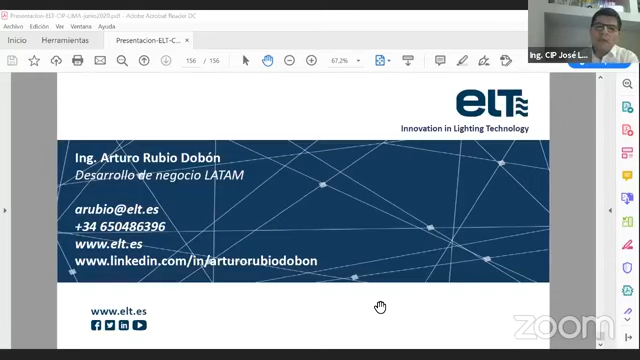 Presentacion-ELT-CIP-LIMA-junio2020.pdf - Adobe Acrobat Reader DC
Archivo Edición Ver Ventana Ayuda
Inicio Herramientas Presentacion-ELT-C... ×
156 / 156 67,2%
Ing. CIP José L...
eLT
Innovation in Lighting Technology
Ing. Arturo Rubio Dobón
Desarrollo de negocio LATAM
arubio@elt.es
+34 650486396
www.elt.es
www.linkedin.com/in/arturorubiodobon
www.elt.es
zoom